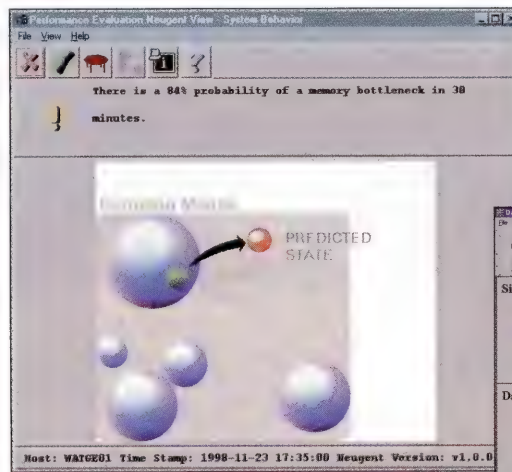 Performance Evaluation Neugent View - System Behavior
File View Help
There is a 84% probability of a memory bottleneck in 30
minutes.
PREDICTED
STATE
Host: WATGE01 Time Stamp: 1998-11-23 17:35:00 Neugent Version: v1.0.0